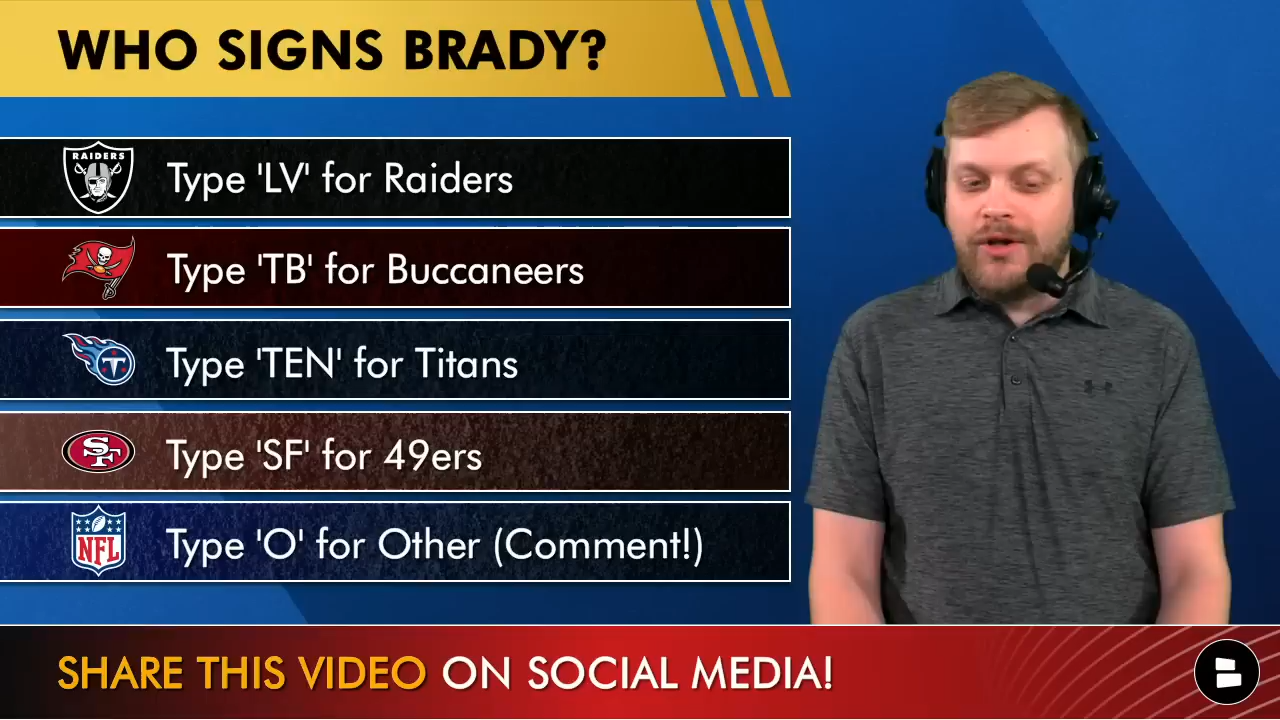 WHO SIGNS BRADY?
RAIDERS
Type 'LV' for Raiders
Type 'TB' for Buccaneers
T
Type 'TEN' for Titans
SF
Type 'SF' for 49ers
NFL
Type 'O' for Other (Comment!)
SHARE THIS VIDEO ON SOCIAL MEDIA!